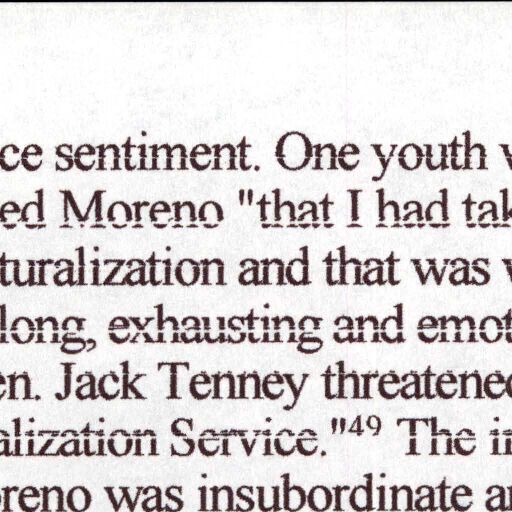 ce sentiment. One youth
ed Moreno "that I had tak
turalization and that was
long, exhausting and emot
en. Jack Tenney threatened
alization Service."49 The in
oreno was insubordinate a